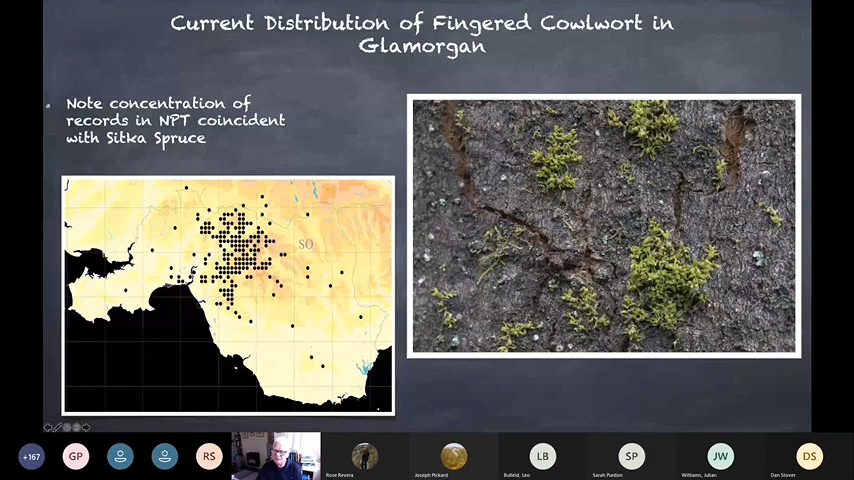 Current Distribution of Fingered Cowlwort in
Glamorgan
Note concentration of
records in NPT coincident
with Sitka Spruce
SO
+167
GP
RS
LB
SP
JW
DS
Rose Revera
Joseph Pickard
Bulleid, Leo
Sarah Purdon
Williams, Julian
Dan Stover